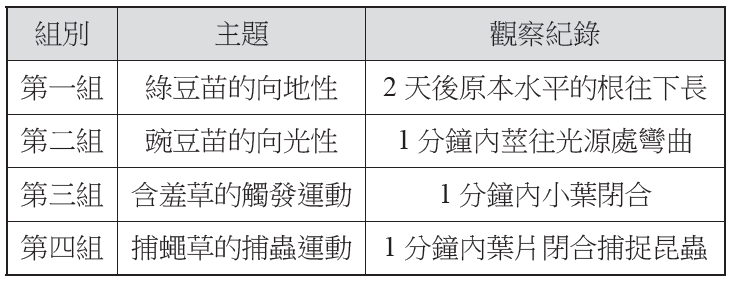 組別 主題 觀察紀錄
第一組 綠豆苗的向地性 2 天後原本水平的根往下長
第二組 豌豆苗的向光性 1 分鐘內莖往光源處彎曲
第三組 含羞草的觸發運動 1 分鐘內小葉閉合
第四組 捕蠅草的捕蟲運動 1 分鐘內葉片閉合捕捉昆蟲